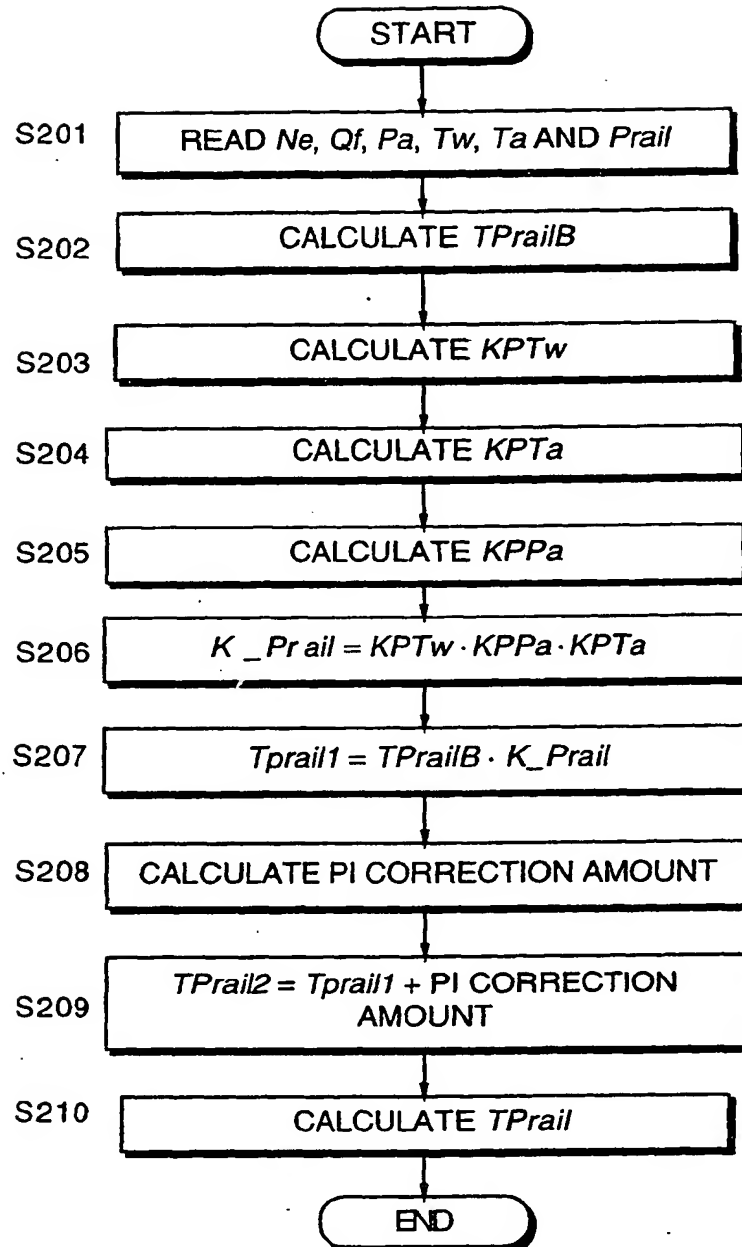 START
S201 READ Ne, Qf, Pa, Tw, Ta AND Prail
S202 CALCULATE TPrailB
S203 CALCULATE KPTw
S204 CALCULATE KPTa
S205 CALCULATE KPPa
S206 K _ Pr ail = KPTw · KPPa · KPTa
S207 Tprail1 = TPrailB · K_Prail
S208 CALCULATE PI CORRECTION AMOUNT
S209 TPrail2 = Tprail1 + PI CORRECTION
AMOUNT
S210 CALCULATE TPrail
END